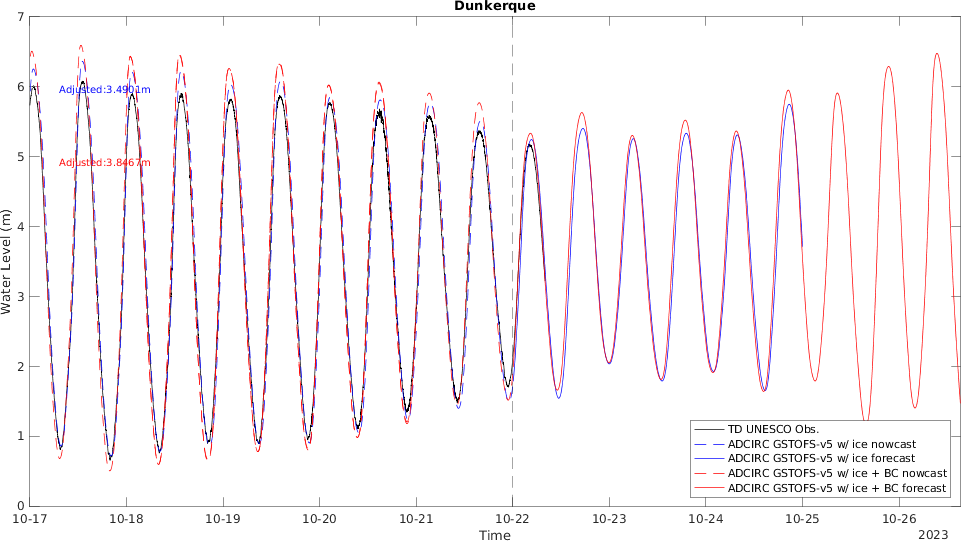 Dunkerque
7
6
5
4
3
2
1
0
Water Level (m)
Adjusted:3.4901m
Adjusted:3.8467m
TD UNESCO Obs.
ADCIRC GSTOFS-v5 w/ ice nowcast
ADCIRC GSTOFS-v5 w/ ice forecast
ADCIRC GSTOFS-v5 w/ ice + BC nowcast
ADCIRC GSTOFS-v5 w/ ice + BC forecast
10-17 10-18 10-19 10-20 10-21 10-22 10-23 10-24 10-25 10-26
Time
2023